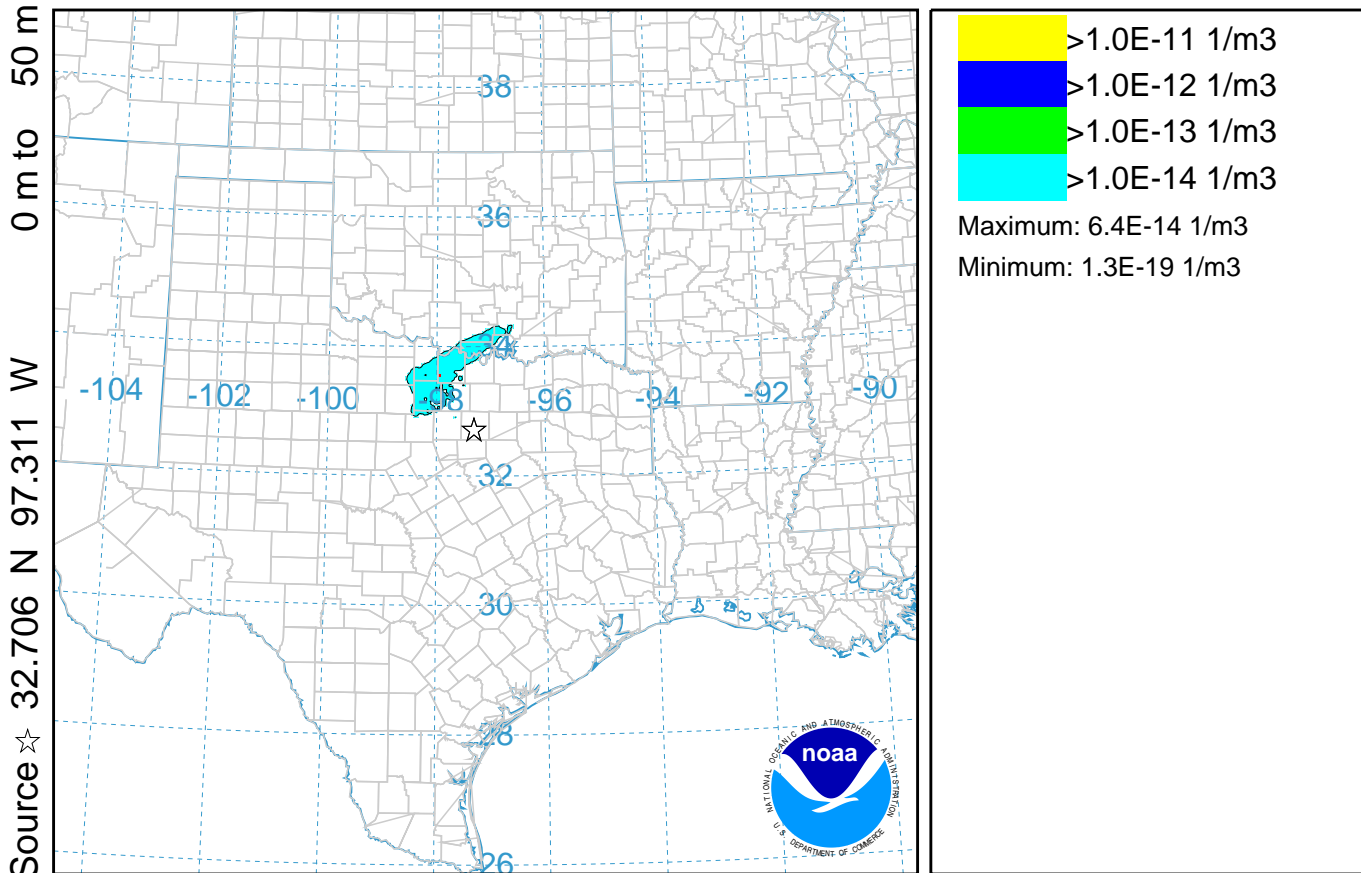 Source ☆ 32.706 N 97.311 W 0 m to 50 m
38
36
34
-104 -102 -100 -98 -96 -94 -92 -90
32
30
28
26
>1.0E-11 1/m3
>1.0E-12 1/m3
>1.0E-13 1/m3
>1.0E-14 1/m3
Maximum: 6.4E-14 1/m3
Minimum: 1.3E-19 1/m3
NATIONAL OCEANIC AND ATMOSPHERIC ADMINISTRATION
noaa
U.S. DEPARTMENT OF COMMERCE